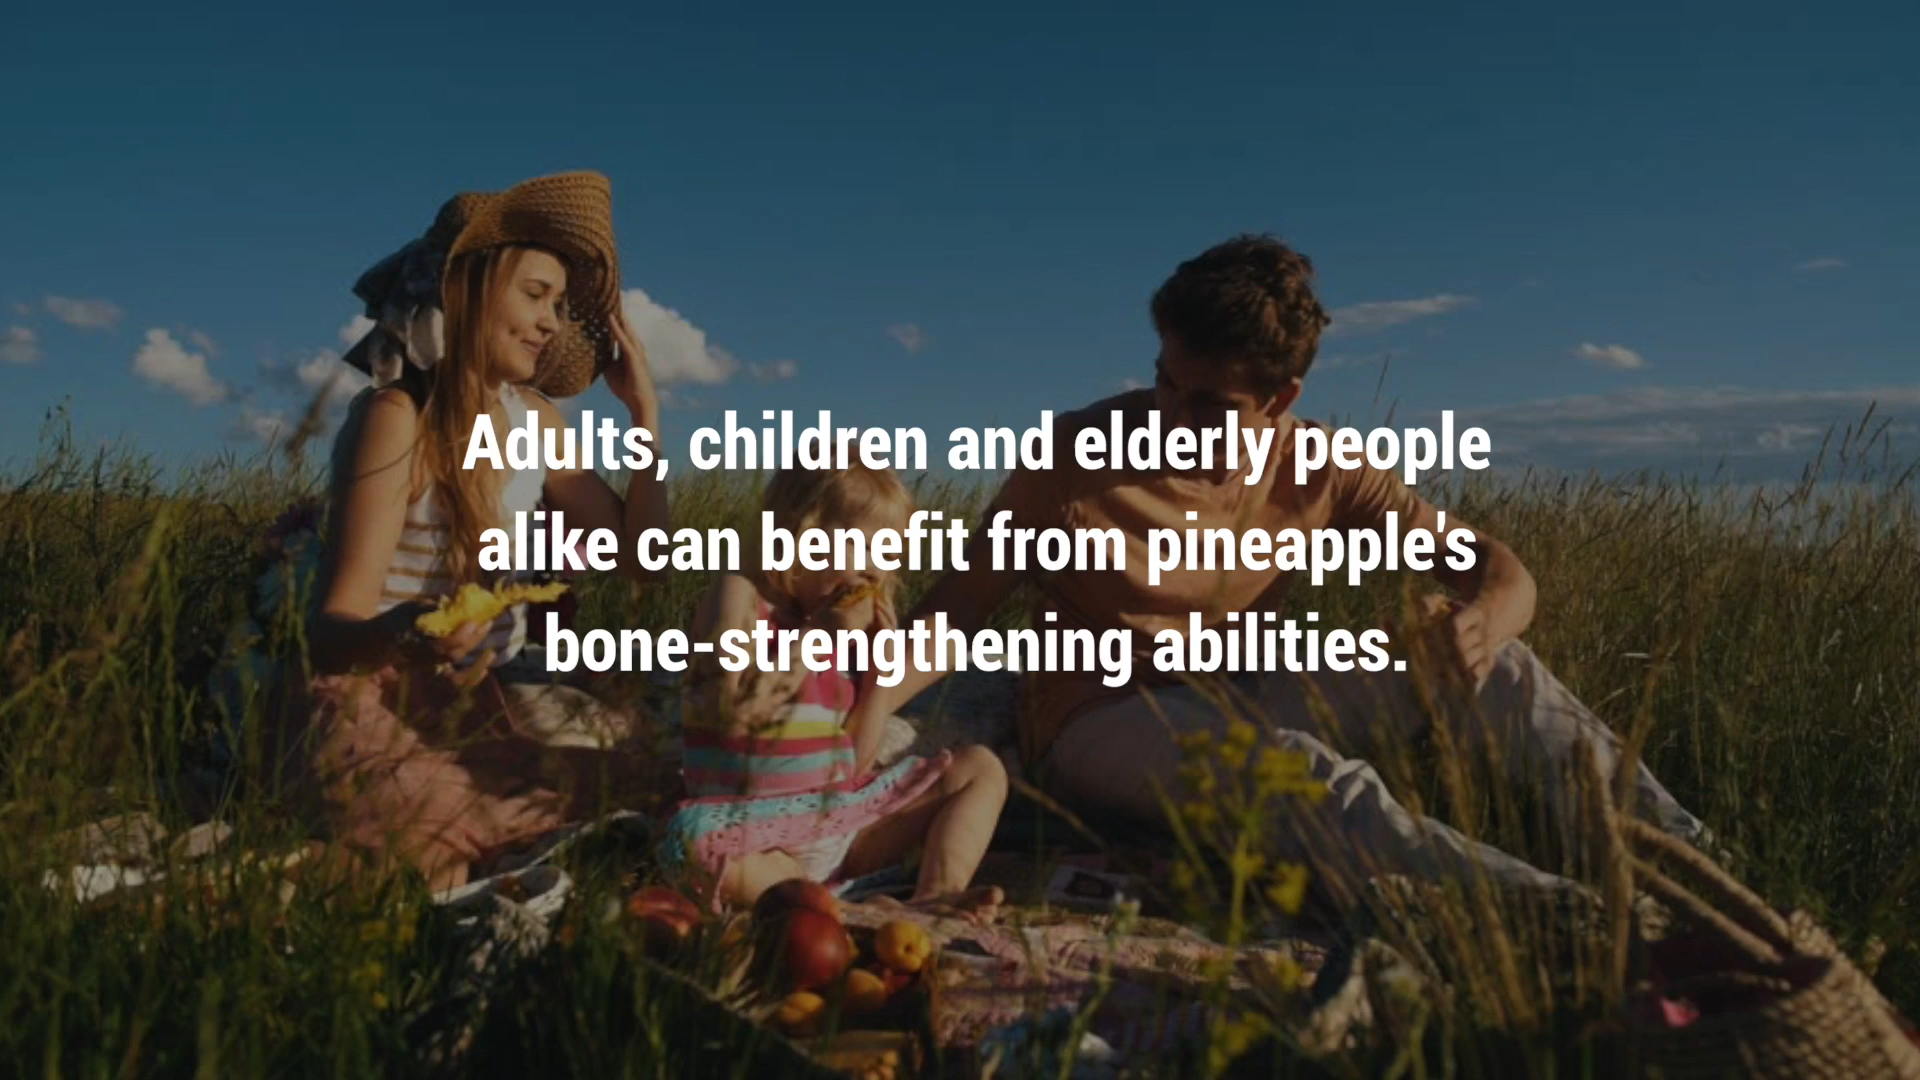 Adults, children and elderly people
alike can benefit from pineapple's
bone-strengthening abilities.